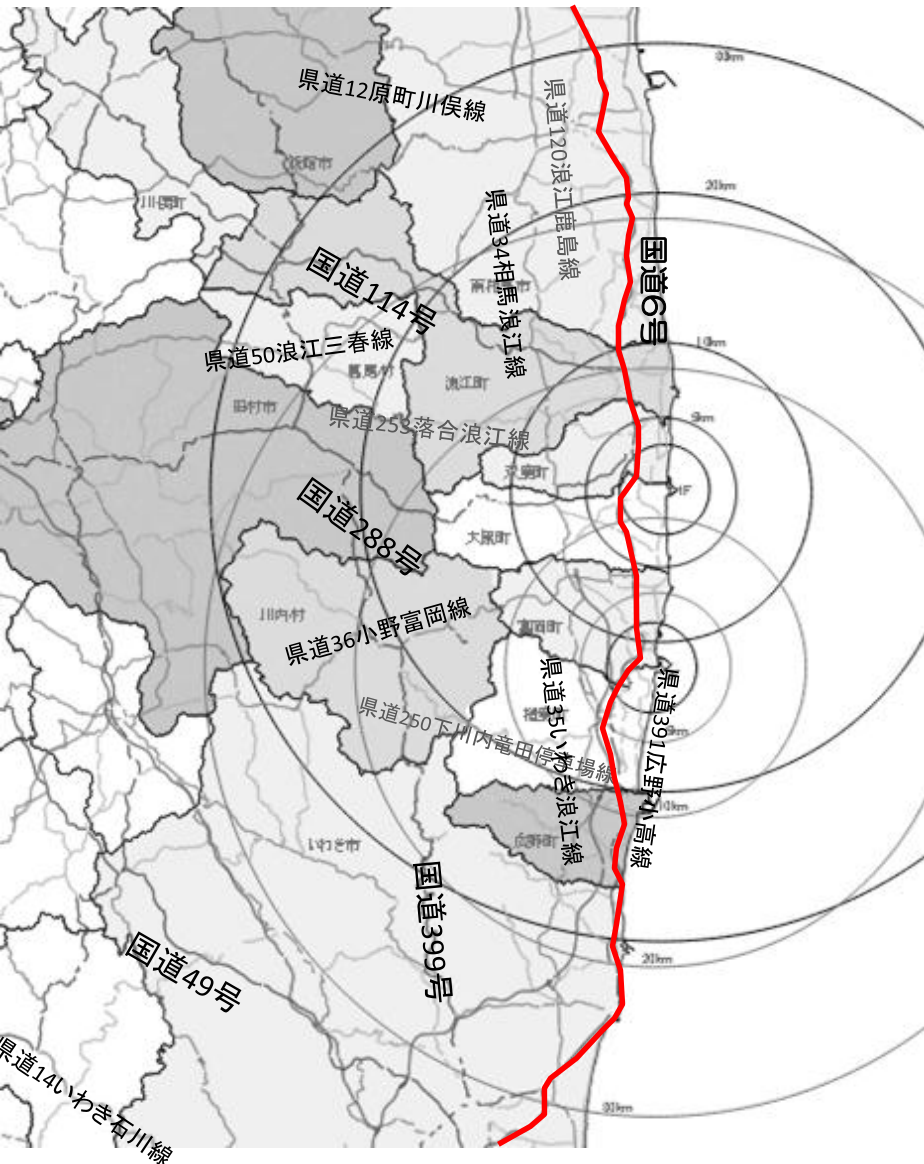 30km
県道12原町川俣線
県道120浪江鹿島線
飯舘村
川俣町
20km
県道34相馬浪江線
国道6号
国道114号
南相馬市
10km
県道50浪江三春線
葛尾村
浪江町
田村市
5km
県道253落合浪江線
双葉町
1F
国道288号
大熊町
川内村
県道36小野富岡線
富岡町
県道35いわき浪江線
県道391広野小高線
県道250下川内竜田停車場線
楢葉町
5km
10km
広野町
いわき市
国道399号
国道49号
20km
県道14いわき石川線
30km